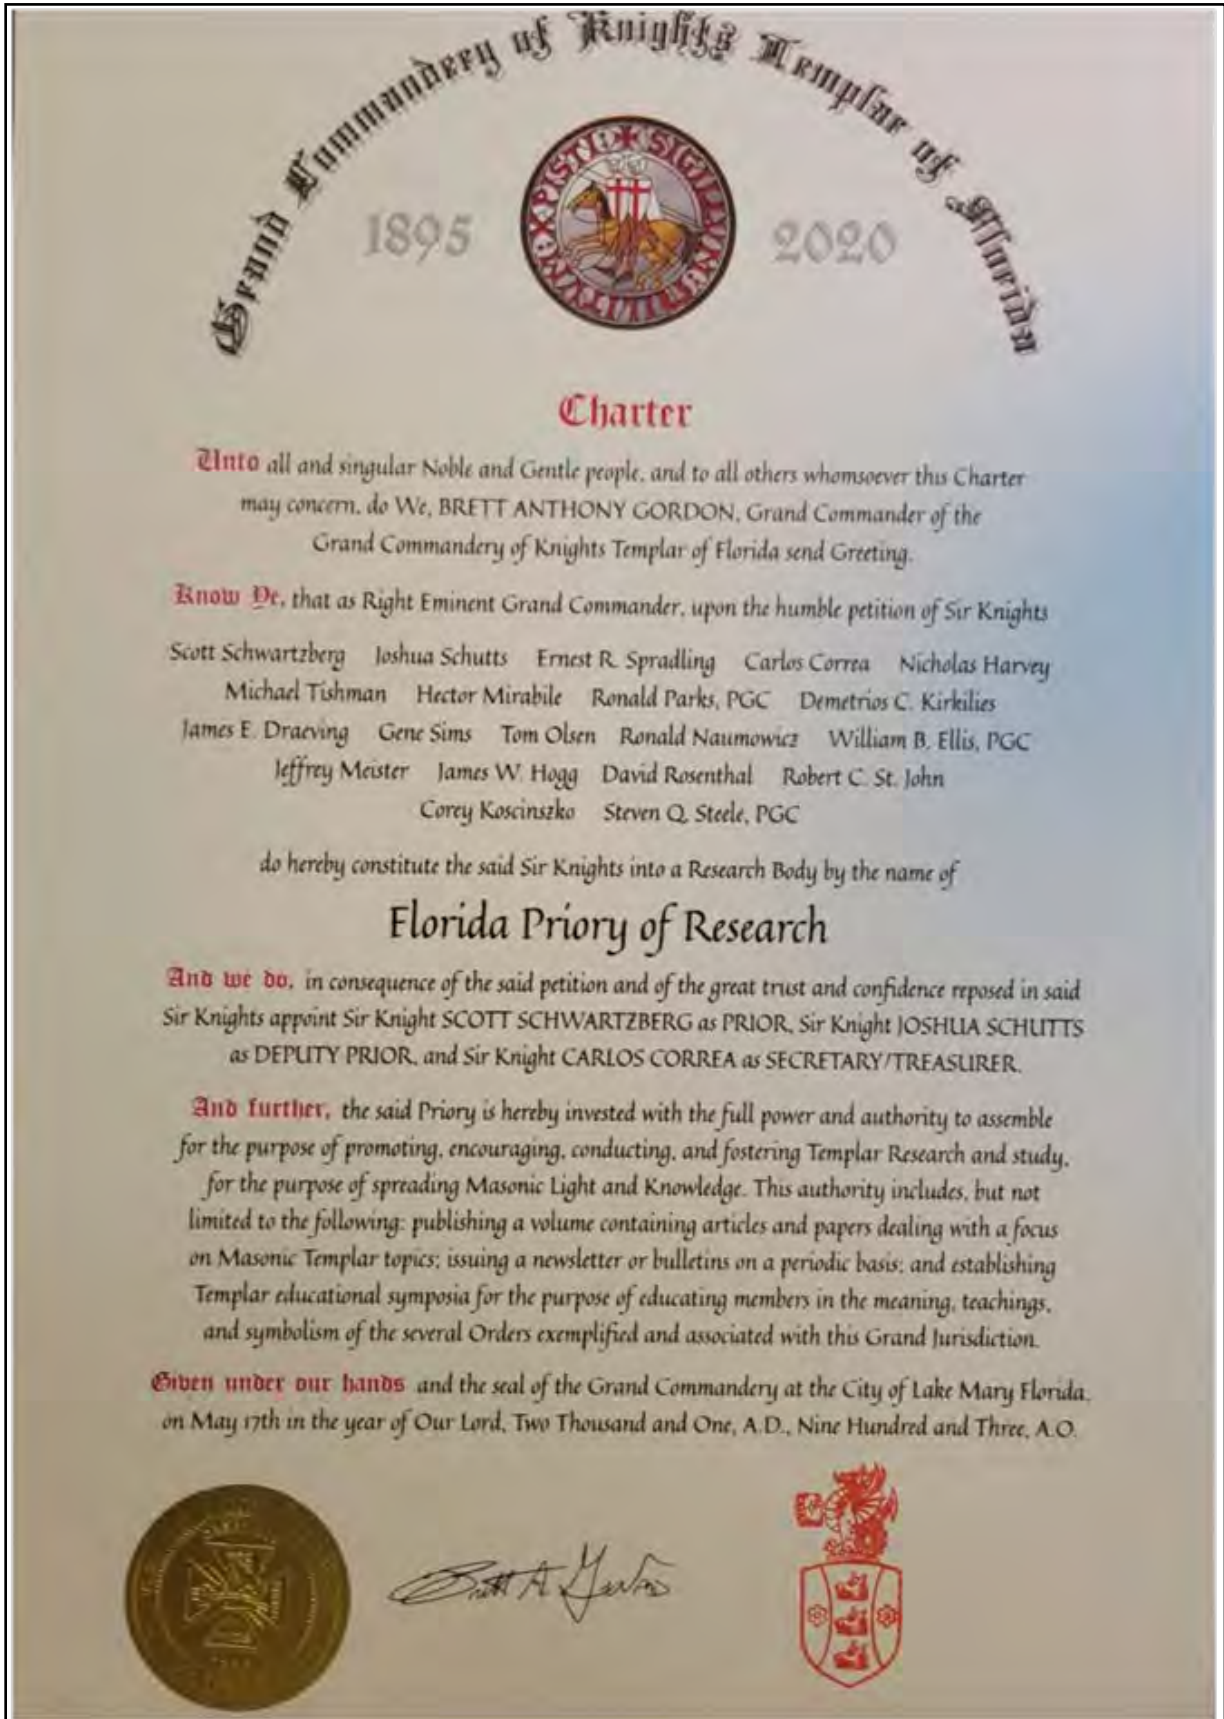 Grand Commandery of Knights Templar of Florida
1895 2020
Charter
Unto all and singular Noble and Gentle people, and to all others whomsoever this Charter
may concern, do We, BRETT ANTHONY GORDON, Grand Commander of the
Grand Commandery of Knights Templar of Florida send Greeting.
Know Ye, that as Right Eminent Grand Commander, upon the humble petition of Sir Knights
Scott Schwartzberg Joshua Schutts Ernest R. Spradling Carlos Correa Nicholas Harvey
Michael Tishman Hector Mirabile Ronald Parks, PGC Demetrios C. Kirkilies
James E. Draeving Gene Sims Tom Olsen Ronald Naumowicz William B. Ellis, PGC
Jeffrey Meister James W. Hogg David Rosenthal Robert C. St. John
Corey Koscinszko Steven Q. Steele, PGC
do hereby constitute the said Sir Knights into a Research Body by the name of
Florida Priory of Research
And we do, in consequence of the said petition and of the great trust and confidence reposed in said
Sir Knights appoint Sir Knight SCOTT SCHWARTZBERG as PRIOR, Sir Knight JOSHUA SCHUTTS
as DEPUTY PRIOR, and Sir Knight CARLOS CORREA as SECRETARY/TREASURER.
And further, the said Priory is hereby invested with the full power and authority to assemble
for the purpose of promoting, encouraging, conducting, and fostering Templar Research and study,
for the purpose of spreading Masonic Light and Knowledge. This authority includes, but not
limited to the following: publishing a volume containing articles and papers dealing with a focus
on Masonic Templar topics; issuing a newsletter or bulletins on a periodic basis; and establishing
Templar educational symposia for the purpose of educating members in the meaning, teachings,
and symbolism of the several Orders exemplified and associated with this Grand Jurisdiction.
Given under our hands and the seal of the Grand Commandery at the City of Lake Mary Florida,
on May 17th in the year of Our Lord, Two Thousand and One, A.D., Nine Hundred and Three, A.O.